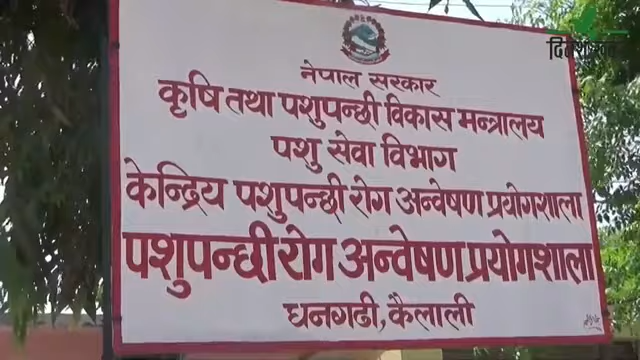 नेपाल सरकार
कृषि तथा पशुपन्छी विकास मन्त्रालय
पशु सेवा विभाग
केन्द्रिय पशुपन्छी रोग अन्वेषण प्रयोगशाला
पशुपन्छी रोग अन्वेषण प्रयोगशाला
धनगढी, कैलाली